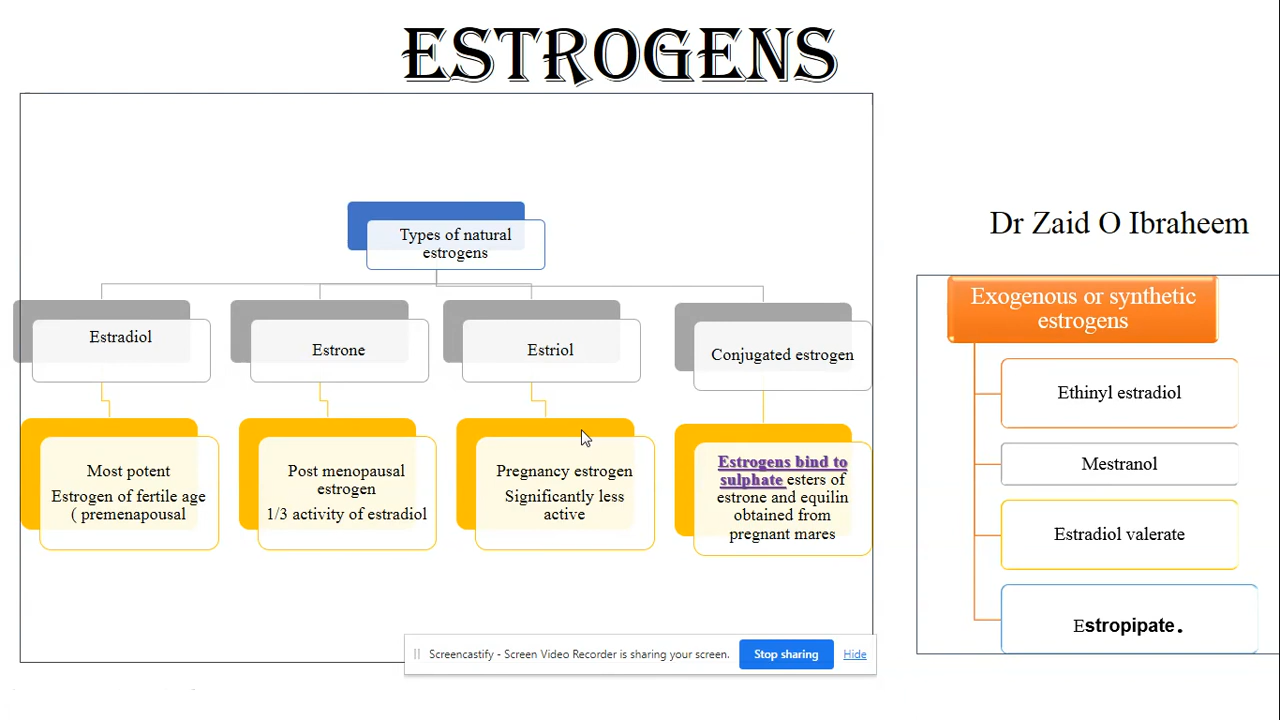 ESTROGENS
Types of natural
estrogens
Estradiol
Most potent
Estrogen of fertile age
( premenapousal
Estrone
Post menopausal
estrogen
1/3 activity of estradiol
Estriol
Pregnancy estrogen
Significantly less
active
Conjugated estrogen
Estrogens bind to
sulphate esters of
estrone and equilin
obtained from
pregnant mares
Dr Zaid O Ibraheem
Exogenous or synthetic
estrogens
Ethinyl estradiol
Mestranol
Estradiol valerate
Estropipate.
Screencastify - Screen Video Recorder is sharing your screen.
Stop sharing
Hide